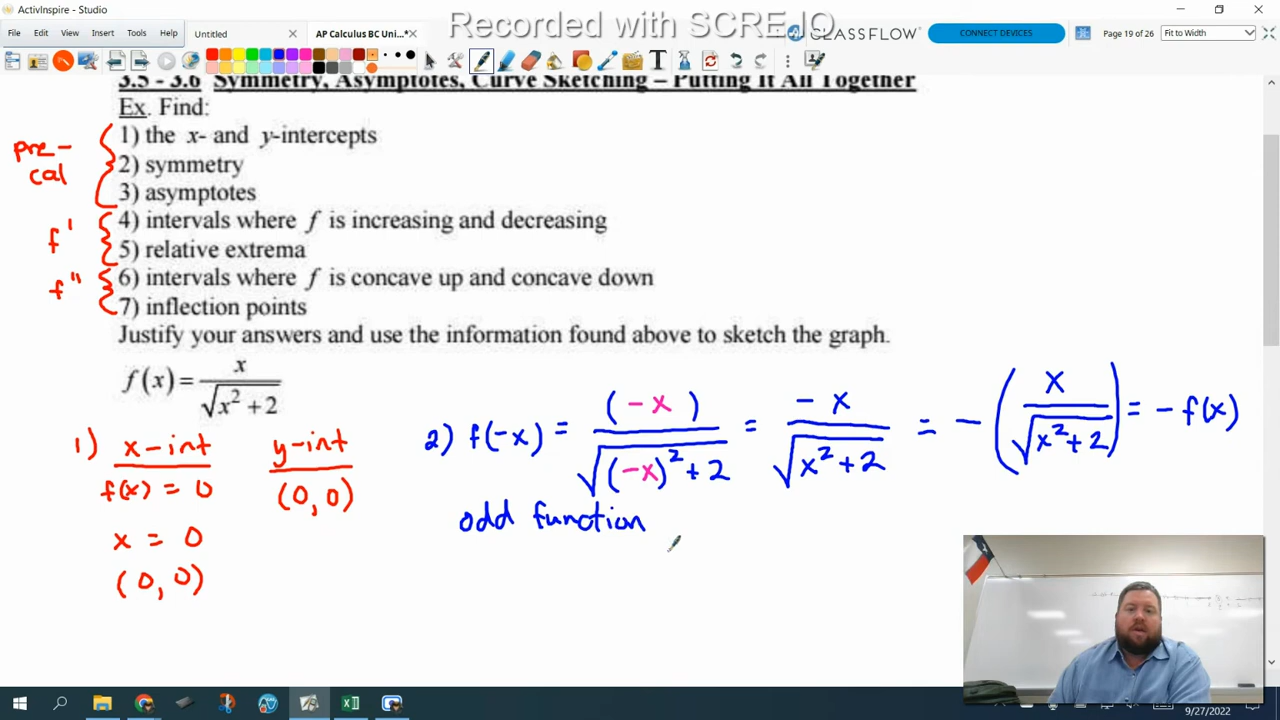 ActivInspire - Studio
File Edit View Insert Tools Help
Untitled
AP Calculus BC Uni...*
Recorded with SCRE.IO
CLASSFLOW
CONNECT DEVICES
Page 19 of 26
Fit to Width
3.5 - 3.6 Symmetry, Asymptotes, Curve Sketching – Putting It All Together
Ex. Find:
1) the x- and y-intercepts
2) symmetry
3) asymptotes
pre-
cal
4) intervals where f is increasing and decreasing
5) relative extrema
f'
6) intervals where f is concave up and concave down
7) inflection points
f''
Justify your answers and use the information found above to sketch the graph.
f(x) = x / √(x² + 2)
1) x-int
f(x) = 0
x = 0
(0, 0)
y-int
(0, 0)
2) f(-x) = (-x) / √((-x)² + 2) = -x / √(x² + 2) = -(x / √(x² + 2)) = -f(x)
odd function
9/27/2022